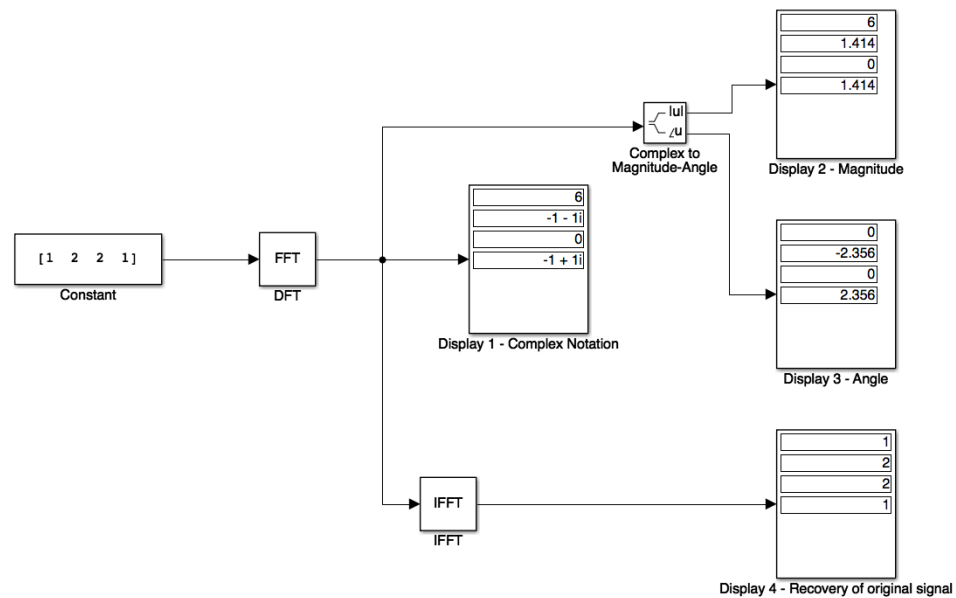 6
1.414
0
1.414
Display 2 - Magnitude
|u|
∠u
Complex to
Magnitude-Angle
6
-1 - 1i
0
-1 + 1i
Display 1 - Complex Notation
[1 2 2 1]
Constant
FFT
DFT
0
-2.356
0
2.356
Display 3 - Angle
IFFT
IFFT
1
2
2
1
Display 4 - Recovery of original signal